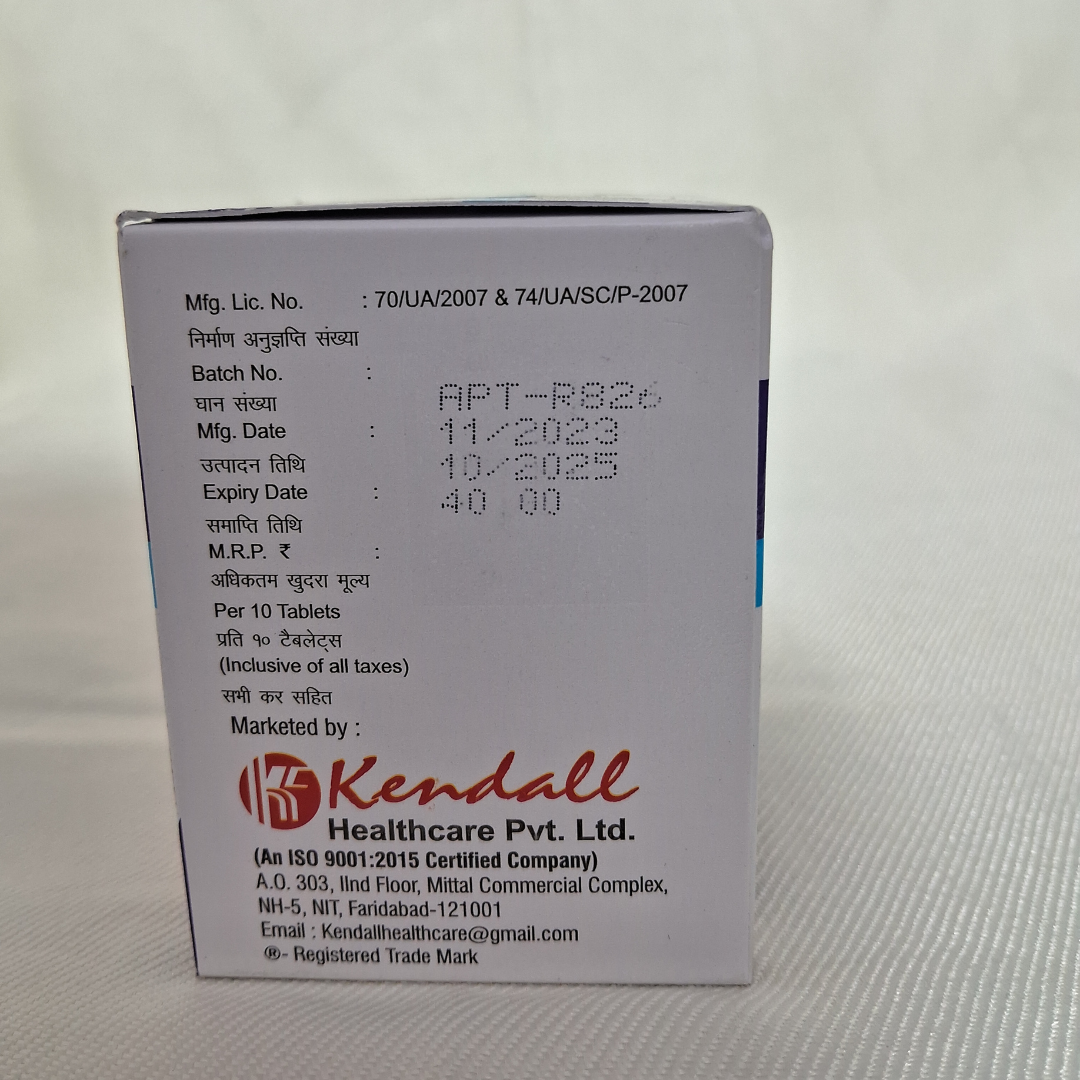 Mfg. Lic. No. : 70/UA/2007 & 74/UA/SC/P-2007
निर्माण अनुज्ञप्ति संख्या
Batch No. :
घान संख्या
APT-R826
Mfg. Date :
11/2023
उत्पादन तिथि
10/2025
Expiry Date :
40 00
समाप्ति तिथि
M.R.P. ₹ :
अधिकतम खुदरा मूल्य
Per 10 Tablets
प्रति १० टैबलेट्स
(Inclusive of all taxes)
सभी कर सहित
Marketed by :
Kendall
Healthcare Pvt. Ltd.
(An ISO 9001:2015 Certified Company)
A.O. 303, IInd Floor, Mittal Commercial Complex,
NH-5, NIT, Faridabad-121001
Email : Kendallhealthcare@gmail.com
®- Registered Trade Mark